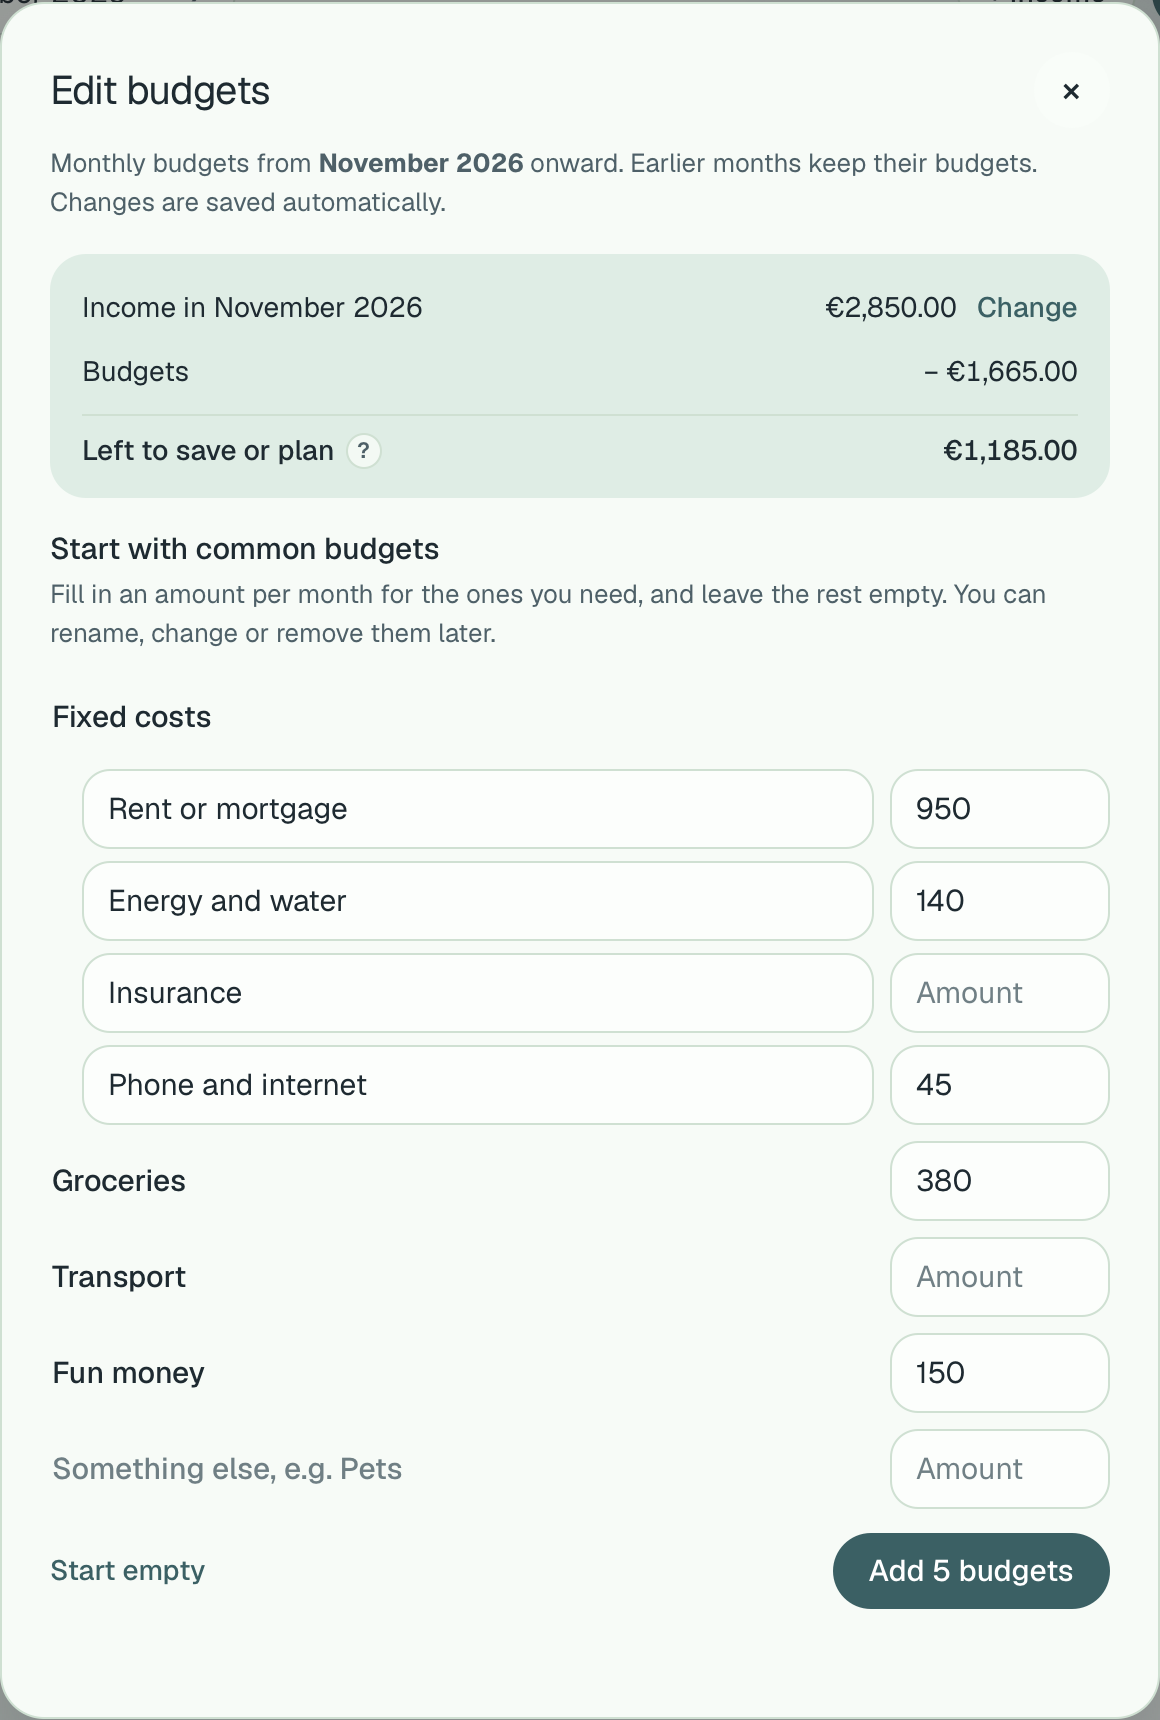 Edit budgets
×
Monthly budgets from November 2026 onward. Earlier months keep their budgets.
Changes are saved automatically.
Income in November 2026 €2,850.00 Change
Budgets – €1,665.00
Left to save or plan ? €1,185.00
Start with common budgets
Fill in an amount per month for the ones you need, and leave the rest empty. You can
rename, change or remove them later.
Fixed costs
Rent or mortgage 950
Energy and water 140
Insurance Amount
Phone and internet 45
Groceries 380
Transport Amount
Fun money 150
Something else, e.g. Pets Amount
Start empty Add 5 budgets